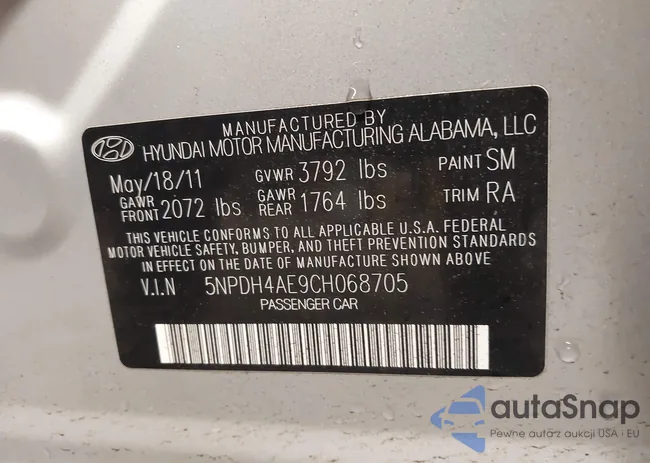 MANUFACTURED BY
HYUNDAI MOTOR MANUFACTURING ALABAMA, LLC
May/18/11 GVWR 3792 lbs PAINT SM
GAWR FRONT 2072 lbs GAWR REAR 1764 lbs TRIM RA
THIS VEHICLE CONFORMS TO ALL APPLICABLE U.S.A. FEDERAL
MOTOR VEHICLE SAFETY, BUMPER, AND THEFT PREVENTION STANDARDS
IN EFFECT ON THE DATE OF MANUFACTURE SHOWN ABOVE
V.I.N 5NPDH4AE9CH068705
PASSENGER CAR
autaSnap
Pewne auta z aukcji USA · EU